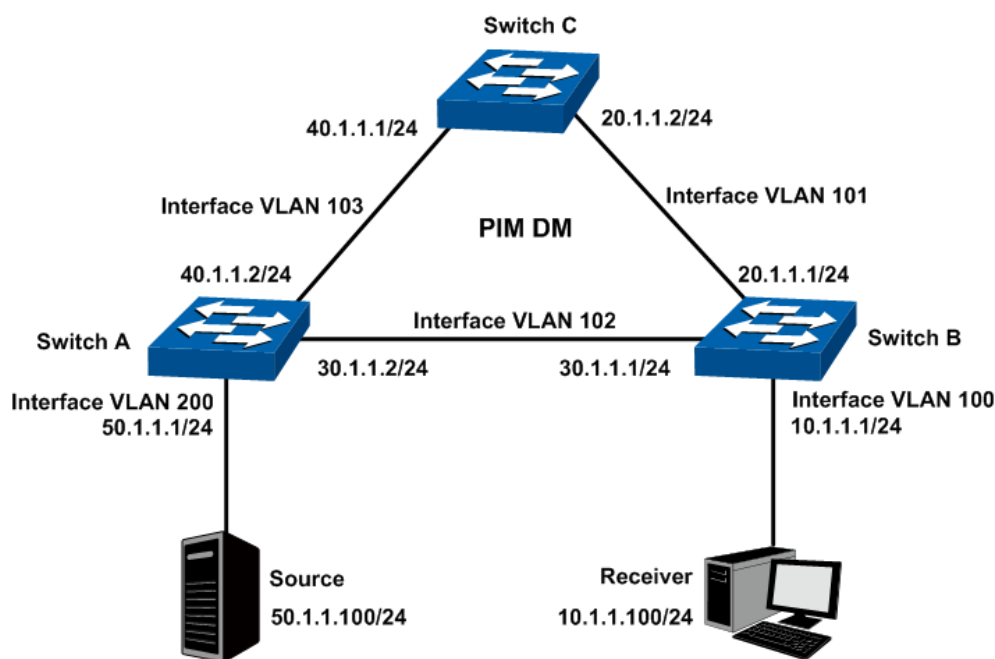 Switch C
40.1.1.1/24
20.1.1.2/24
Interface VLAN 103
Interface VLAN 101
PIM DM
40.1.1.2/24
20.1.1.1/24
Interface VLAN 102
Switch A
Switch B
30.1.1.2/24
30.1.1.1/24
Interface VLAN 200
50.1.1.1/24
Interface VLAN 100
10.1.1.1/24
Source
50.1.1.100/24
Receiver
10.1.1.100/24